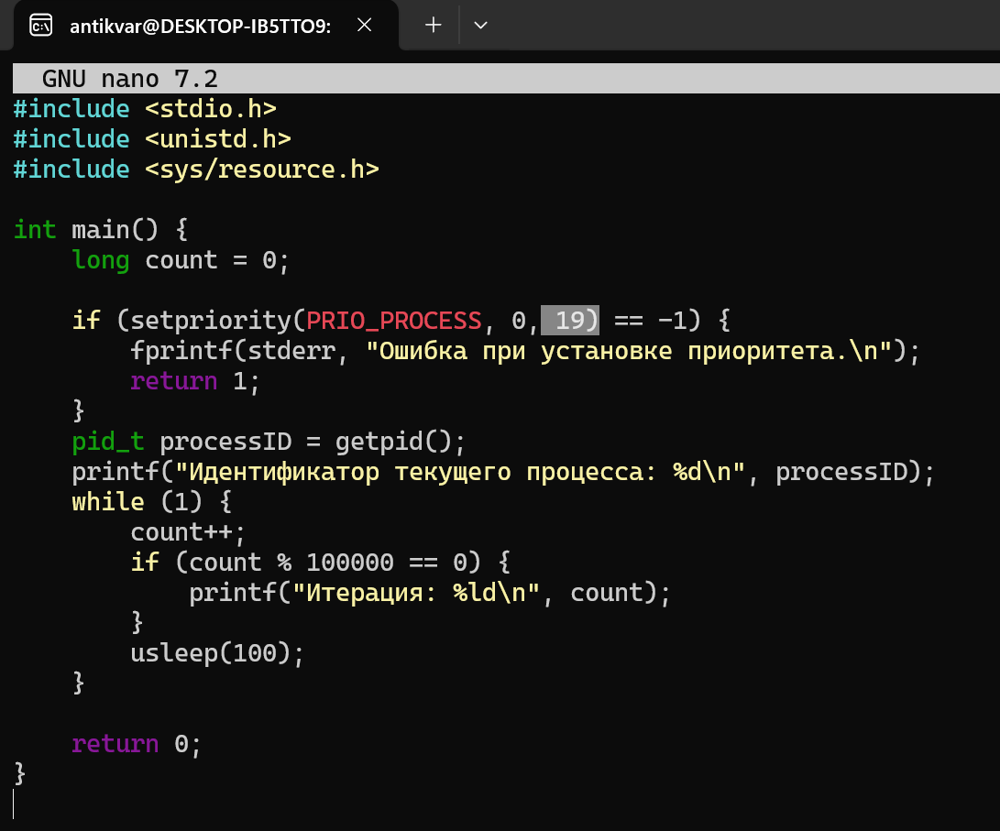 antikvar@DESKTOP-IB5TTO9:
GNU nano 7.2
#include <stdio.h>
#include <unistd.h>
#include <sys/resource.h>

int main() {
    long count = 0;

    if (setpriority(PRIO_PROCESS, 0, 19) == -1) {
        fprintf(stderr, "Ошибка при установке приоритета.\n");
        return 1;
    }
    pid_t processID = getpid();
    printf("Идентификатор текущего процесса: %d\n", processID);
    while (1) {
        count++;
        if (count % 100000 == 0) {
            printf("Итерация: %ld\n", count);
        }
        usleep(100);
    }

    return 0;
}